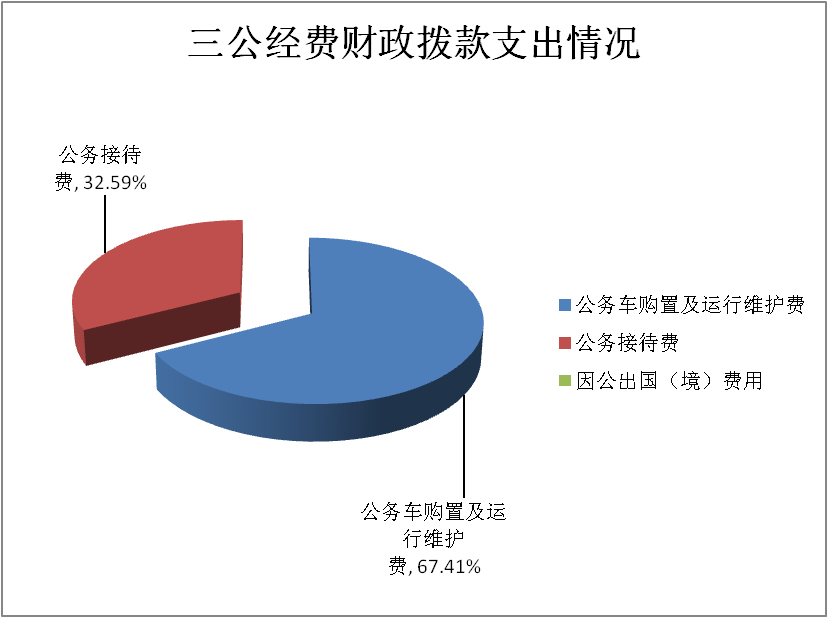 三公经费财政拨款支出情况
公务接待
费, 32.59%
公务车购置及运行维护费
公务接待费
因公出国（境）费用
公务车购置及运
行维护
费, 67.41%